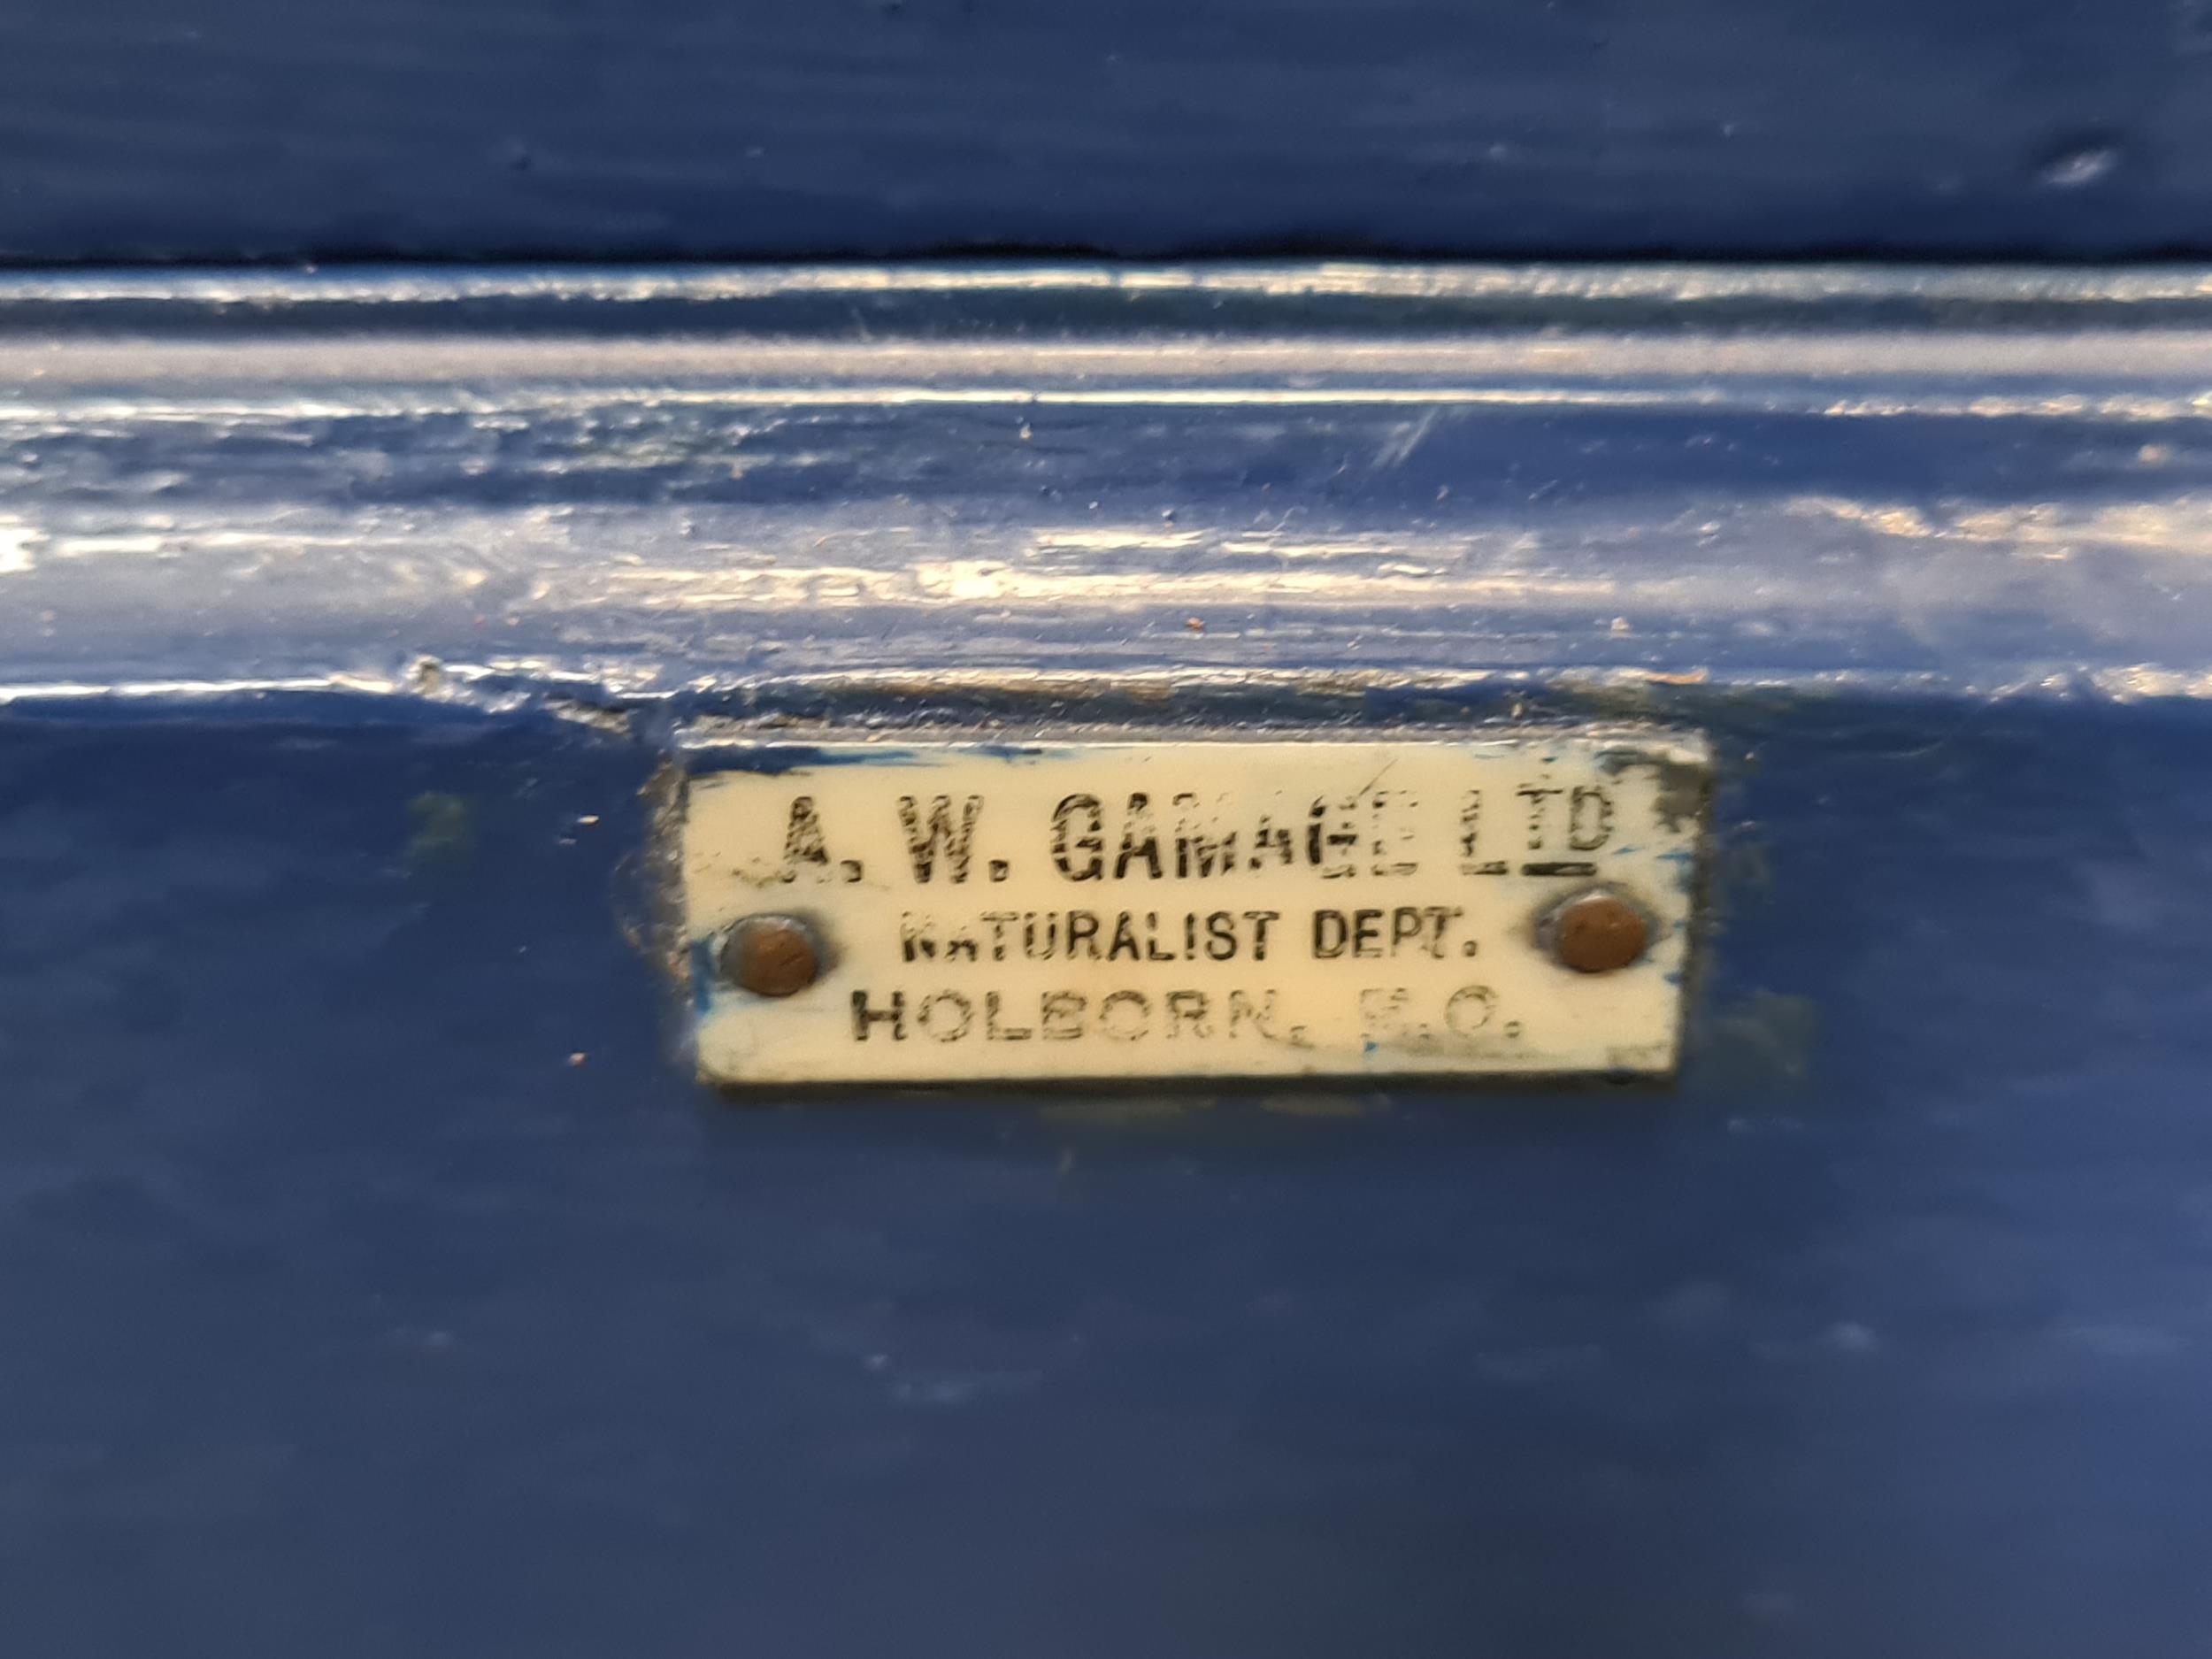 A. W. GAMAGE LTD
NATURALIST DEPT.
HOLBORN, E.C.